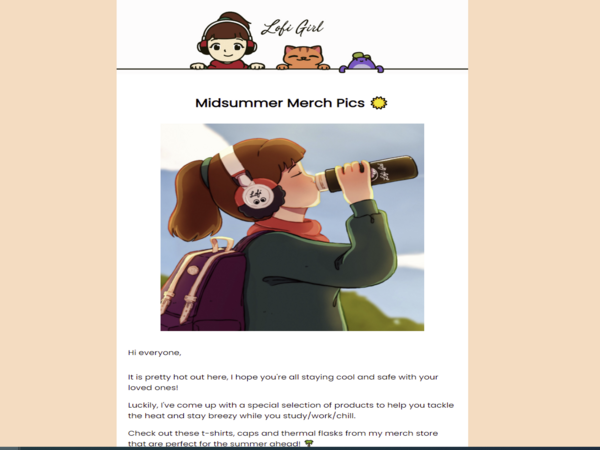 Lofi Girl
Midsummer Merch Pics
Lofi
Hi everyone,
It is pretty hot out here, I hope you're all staying cool and safe with your
loved ones!
Luckily, I've come up with a special selection of products to help you tackle
the heat and stay breezy while you study/work/chill.
Check out these t-shirts, caps and thermal flasks from my merch store
that are perfect for the summer ahead!